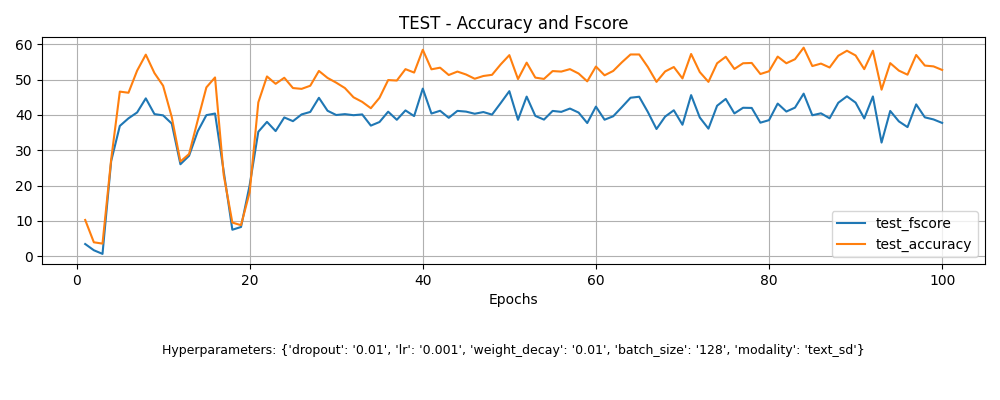 TEST - Accuracy and Fscore
60
50
40
30
20
10
0
test_fscore
test_accuracy
0 20 40 60 80 100
Epochs
Hyperparameters: {'dropout': '0.01', 'lr': '0.001', 'weight_decay': '0.01', 'batch_size': '128', 'modality': 'text_sd'}